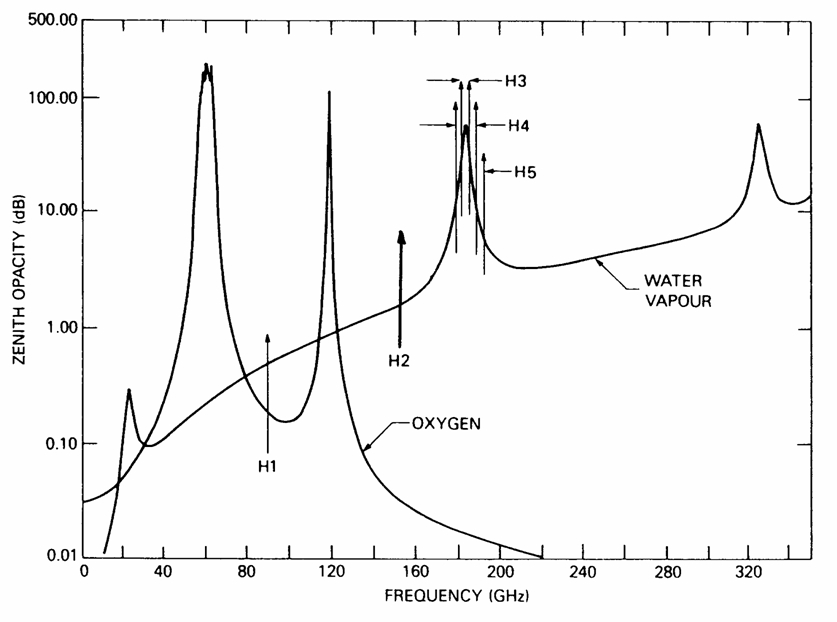 500.00
100.00
10.00
1.00
0.10
0.01
ZENITH OPACITY (dB)
H3
H4
H5
WATER
VAPOUR
H2
OXYGEN
H1
0 40 80 120 160 200 240 280 320
FREQUENCY (GHz)